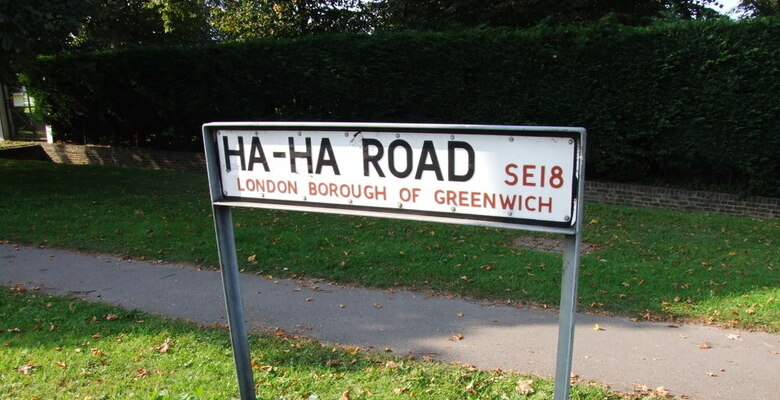 HA-HA ROAD SE18
LONDON BOROUGH OF GREENWICH